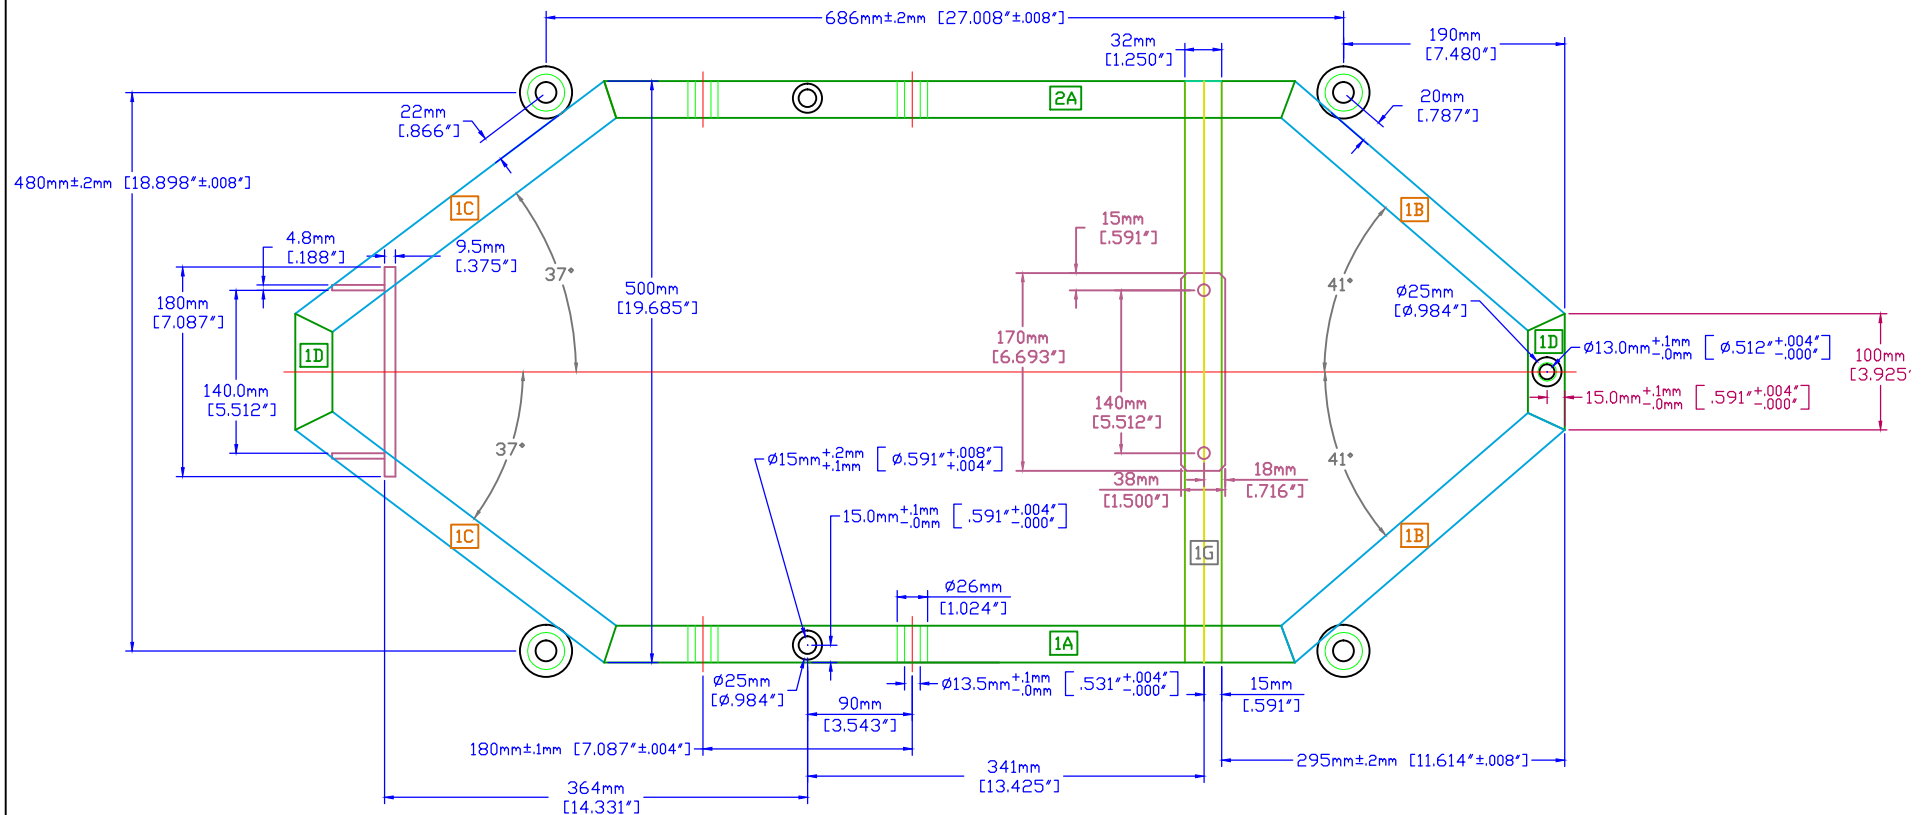 686mm±.2mm [27.008"±.008"]
190mm
[7.480"]
32mm
[1.250"]
22mm
[.866"]
2A
20mm
[.787"]
480mm±.2mm [18.898"±.008"]
1C
1B
15mm
[.591"]
4.8mm
[.188"]
9.5mm
[.375"]
37°
500mm
[19.685"]
41°
Ø25mm
[Ø.984"]
180mm
[7.087"]
170mm
[6.693"]
1D
1D
Ø13.0mm+.1mm -.0mm [Ø.512"+.004" -.000"]
100mm
[3.925"
140.0mm
[5.512"]
15.0mm+.1mm -.0mm [.591"+.004" -.000"]
140mm
[5.512"]
37°
Ø15mm+.2mm +.1mm [Ø.591"+.008" +.004"]
41°
38mm
[1.500"]
18mm
[.716"]
15.0mm+.1mm -.0mm [.591"+.004" -.000"]
1C
1G
1B
Ø26mm
[1.024"]
1A
Ø25mm
[Ø.984"]
Ø13.5mm+.1mm -.0mm [.531"+.004" -.000"]
15mm
[.591"]
90mm
[3.543"]
180mm±.1mm [7.087"±.004"]
341mm
[13.425"]
295mm±.2mm [11.614"±.008"]
364mm
[14.331"]